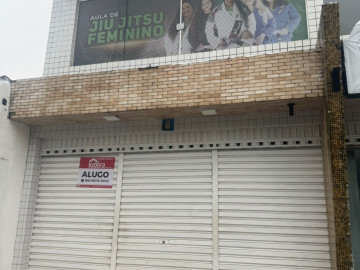 AULA DE
JIU JITSU
FEMININO
ALUGO